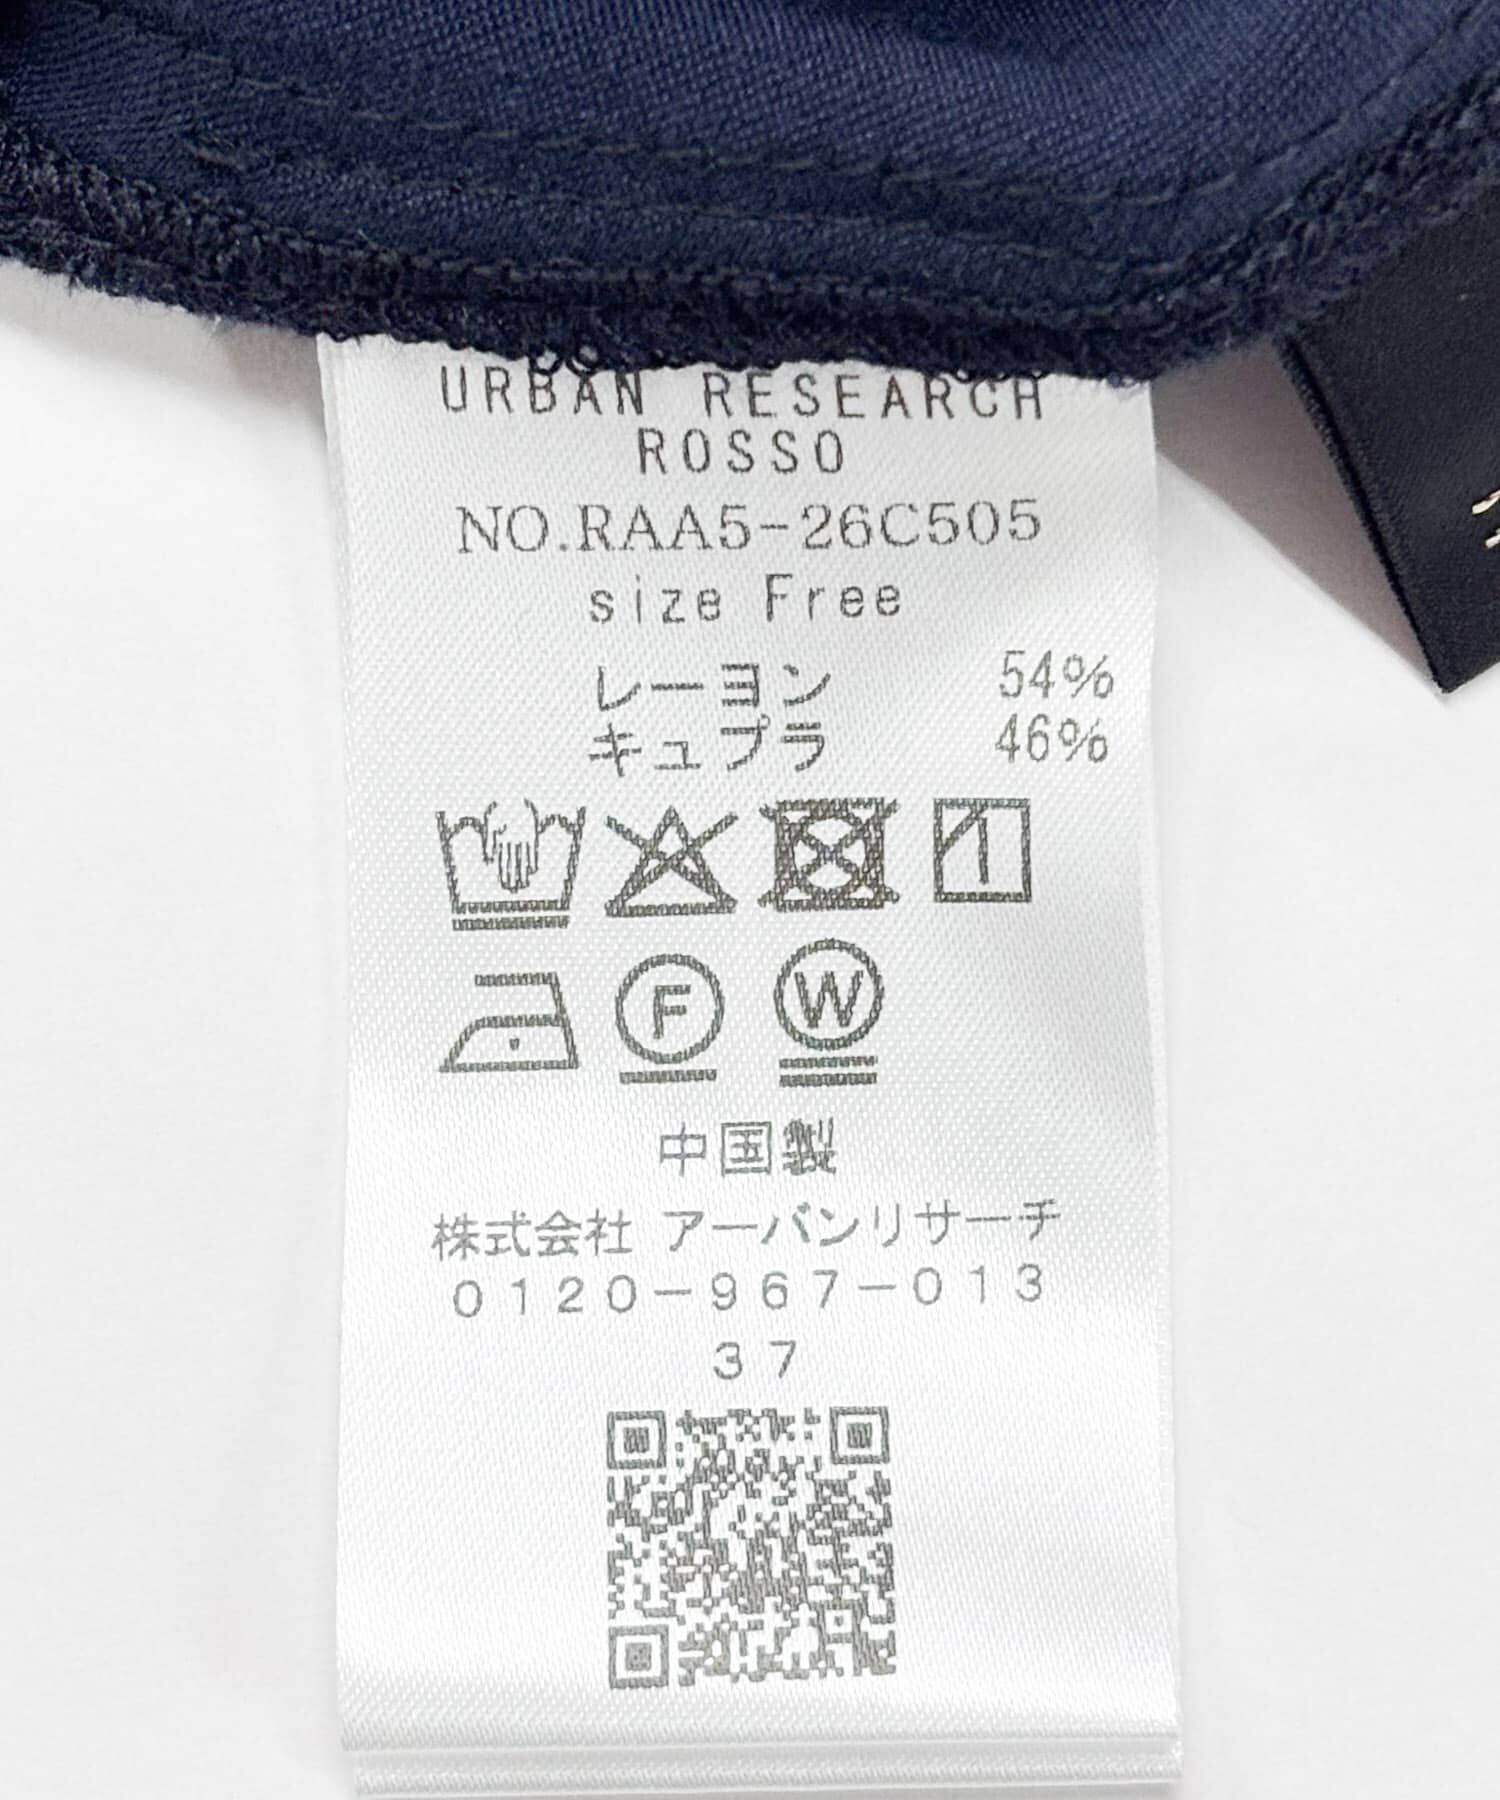 URBAN RESEARCH
ROSSO
NO.RAA5-26C505
size Free
レーヨン 54%
キュプラ 46%
F W
中国製
株式会社 アーバンリサーチ
0120-967-013
37